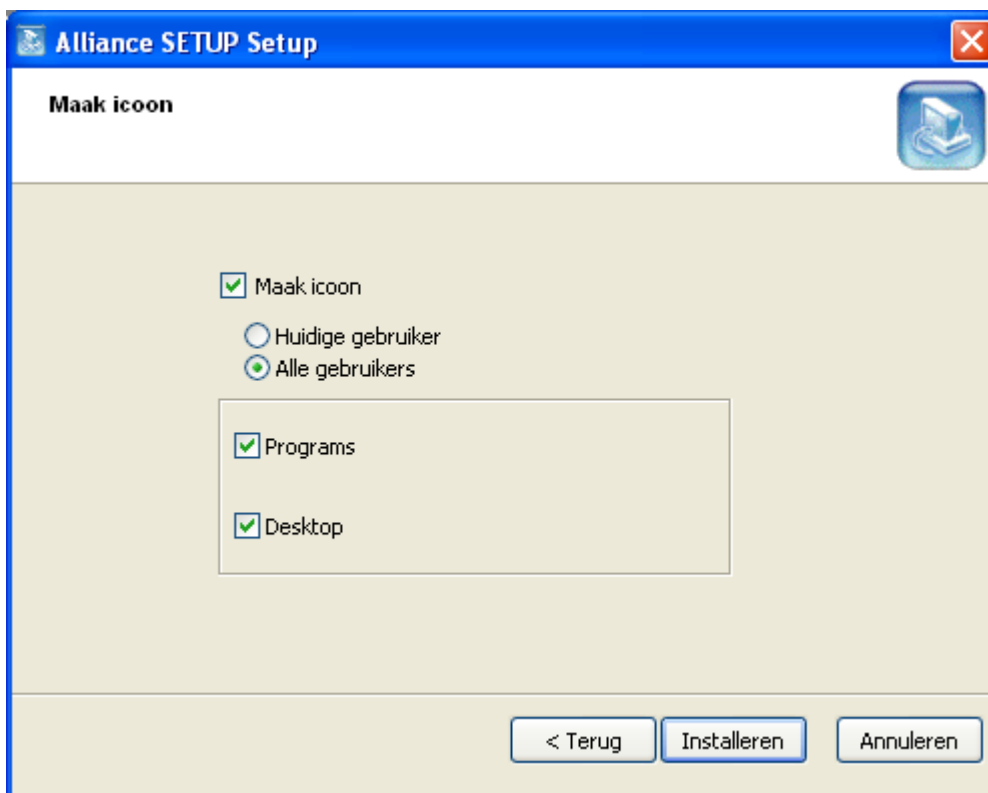 Alliance SETUP Setup
Maak icoon
Maak icoon
Huidige gebruiker
Alle gebruikers
Programs
Desktop
< Terug
Installeren
Annuleren